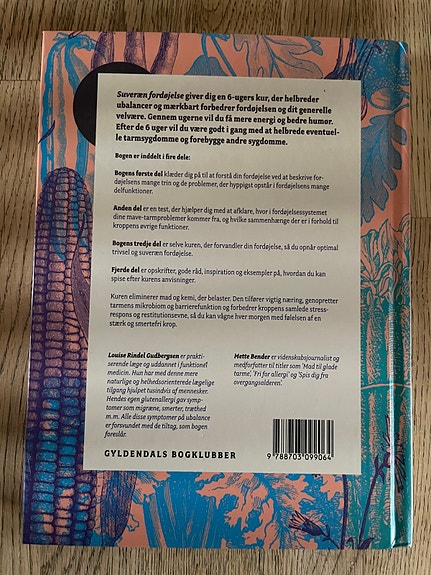 Suveræn fordøjelse giver dig en 6-ugers kur, der helbreder
ubalancer og mærkbart forbedrer fordøjelsen og dit generelle
velvære. Gennem ugerne vil du få mere energi og bedre humør.
Efter de 6 uger vil du være godt i gang med at helbrede eventuel-
le tarmsygdomme og forebygge andre sygdomme.
Bogen er inddelt i fire dele:
Bogens første del klæder dig på til at forstå din fordøjelse ved at beskrive for-
døjelsens mange trin og de problemer, der hyppigst opstår i fordøjelsens mange
delfunktioner.
Anden del er en test, der hjælper dig med at afklare, hvor i fordøjelsessystemet
dine mave-tarmproblemer kommer fra, og hvilke sammenhænge der er i forhold til
kroppens øvrige funktioner.
Bogens tredje del er selve kuren, der forvandler din fordøjelse, så du opnår optimal
trivsel og suveræn fordøjelse.
Fjerde del er opskrifter, gode råd, inspiration og eksempler på, hvordan du kan
spise efter kurens anvisninger.
Kuren eliminerer mad og kemi, der belaster. Den tilfører vigtig næring, genopretter
tarmens mikrobiom og barrierefunktion og forbedrer kroppens samlede stress-
respons og restitutionsevne, så du kan vågne hver morgen med følelsen af en
stærk og smertefri krop.
Louise Rindel Gudbergsen er prakti-
serende læge og uddannet i funktionel
medicin. Hun har med denne mere
naturlige og helhedsorienterede lægelige
tilgang hjulpet tusindvis af mennesker.
Hendes egen glutenallergi gav symp-
tomer som migræne, smerter, træthed
m.m. Alle disse symptomer på ubalance
er forsvundet med de tiltag, som bogen
foreslår.
Mette Bender er videnskabsjournalist og
medforfatter til titler som 'Mad til glade
tarme', 'Fri for allergi' og 'Spis dig fra
overgangsalderen'.
GYLDENDALS BOGKLUBBER
9 788703 099064